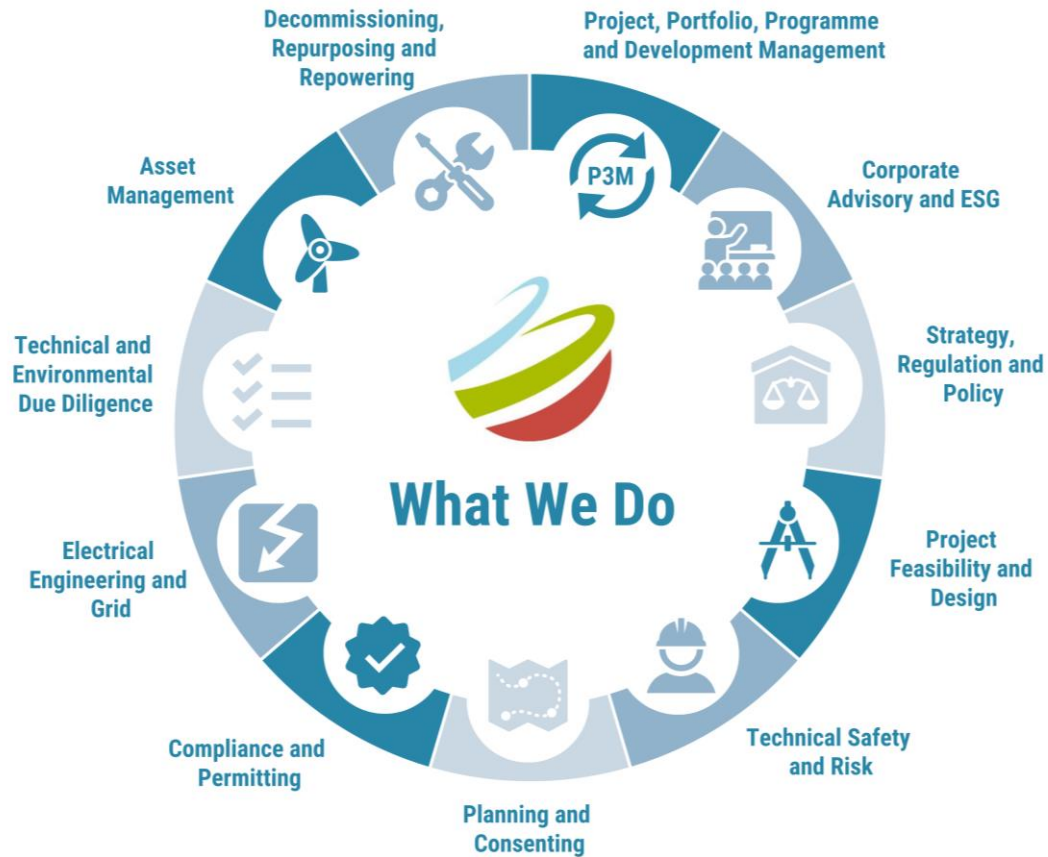 Decommissioning,
Repurposing and
Repowering
Project, Portfolio, Programme
and Development Management
P3M
Corporate
Advisory and ESG
Strategy,
Regulation and
Policy
Project
Feasibility and
Design
Technical Safety
and Risk
Planning and
Consenting
Compliance and
Permitting
Electrical
Engineering and
Grid
Technical and
Environmental
Due Diligence
Asset
Management
What We Do